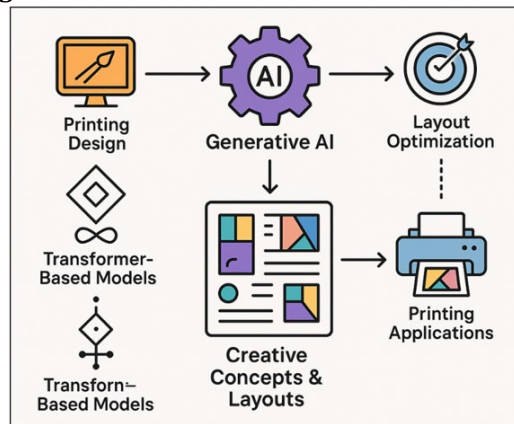 Printing
Design
AI
Generative AI
Layout
Optimization
Transformer-
Based Models
Transforn-
Based Models
Creative
Concepts &
Layouts
Printing
Applications